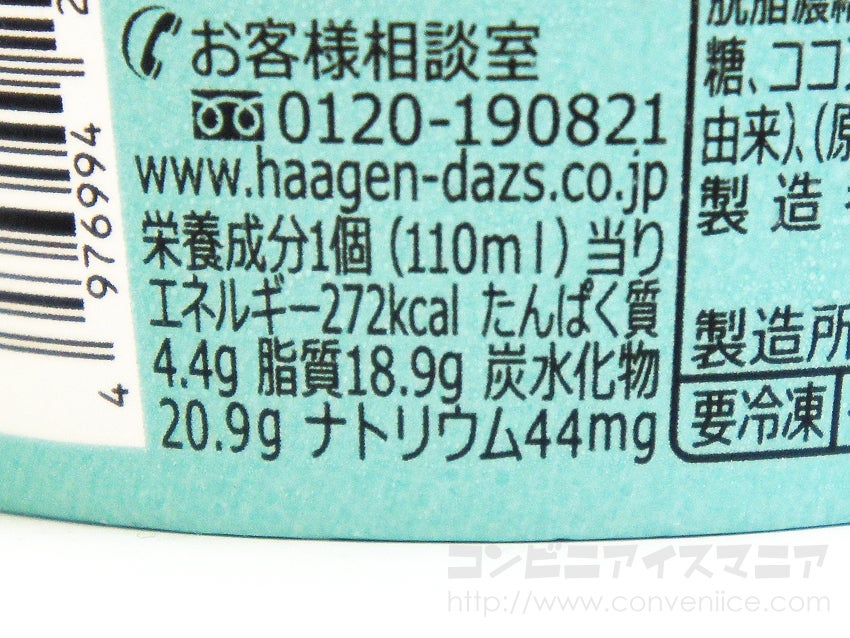 お客様相談室
0120-190821
www.haagen-dazs.co.jp
栄養成分1個 (110ml) 当り
エネルギー272kcal たんぱく質
4.4g 脂質18.9g 炭水化物
20.9g ナトリウム44mg
糖、ココ
由来)、(原
製造
製造所
要冷凍
4
976994
コンビニアイスマニア
http://www.conveniice.com/